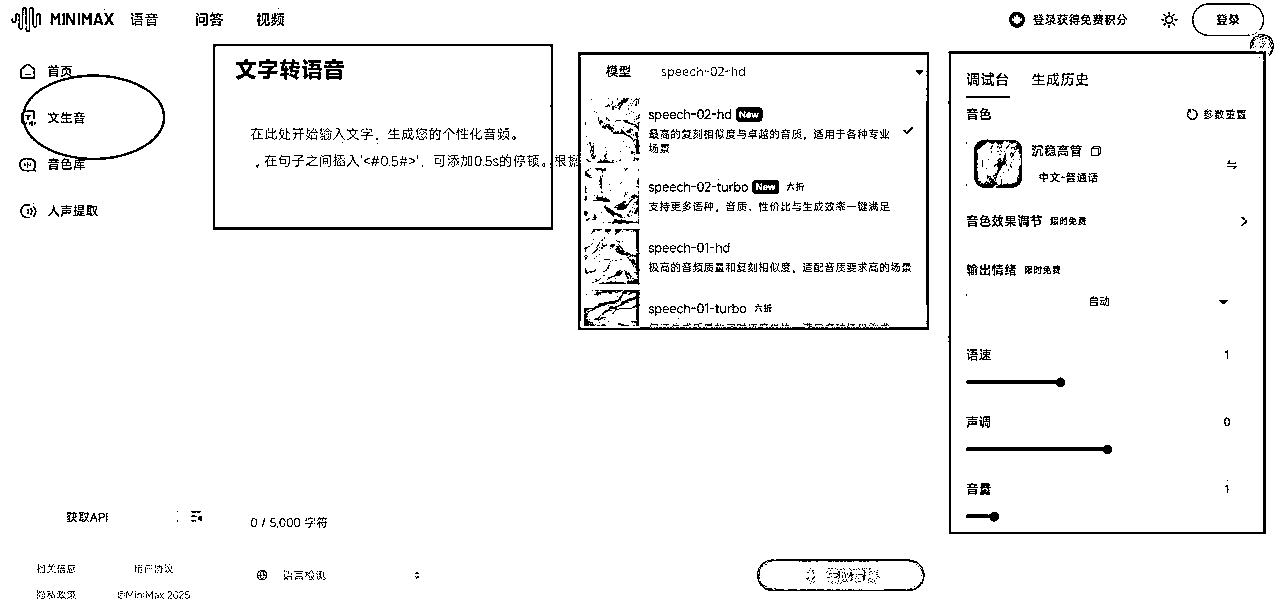 MINIMAX 语音 问答 视频
登录获得免费积分
登录
首页
文生音
音色库
人声提取
文字转语音
在此处开始输入文字，生成您的个性化音频。
，在句子之间插入'<#0.5#>'，可添加0.5s的停顿。根据
模型 speech-02-hd
speech-02-hd New
最高的复刻相似度与卓越的音质，适用于各种专业
场景
speech-02-turbo New 六折
支持更多语种，音质、性价比与生成效率一键满足
speech-01-hd
极高的音频质量和复刻相似度，适配音质要求高的场景
speech-01-turbo 六折
调试台 生成历史
音色 参数重置
沉稳高管
中文-普通话
音色效果调节 限时免费
输出情绪 限时免费
自动
语速 1
声调 0
音量 1
获取API
0 / 5,000 字符
相关信息 用户协议
隐私政策 ©MiniMax 2025
语言检测